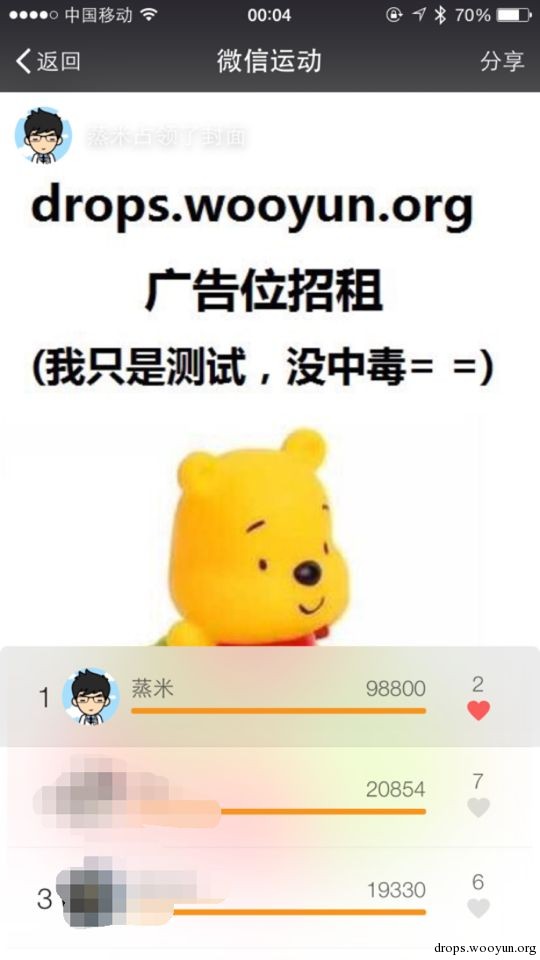 中国移动 00:04 70%
返回 微信运动 分享
蒸米占领了封面
drops.wooyun.org
广告位招租
(我只是测试，没中毒= =)
1 蒸米 98800 2
20854 7
3 19330 6
drops.wooyun.org